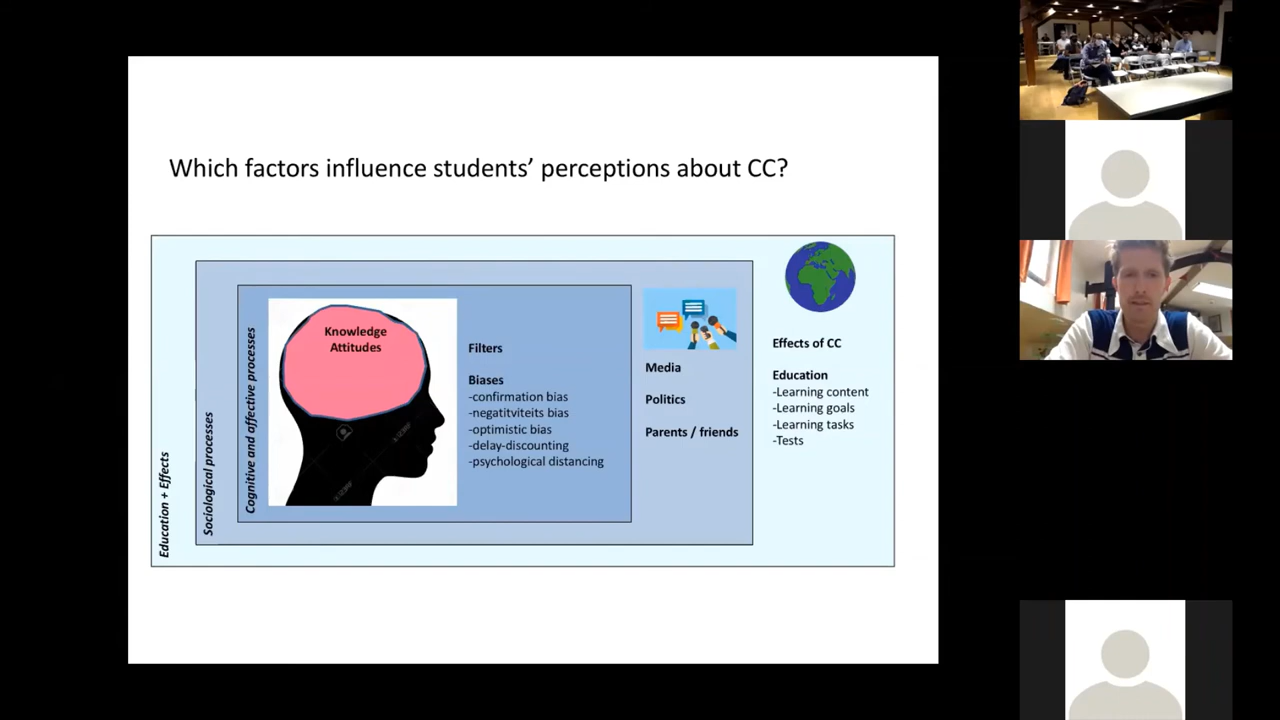 Which factors influence students’ perceptions about CC?
Education + Effects
Sociological processes
Cognitive and affective processes
Knowledge
Attitudes
Filters
Biases
-confirmation bias
-negatitviteits bias
-optimistic bias
-delay-discounting
-psychological distancing
Media
Politics
Parents / friends
Effects of CC
Education
-Learning content
-Learning goals
-Learning tasks
-Tests